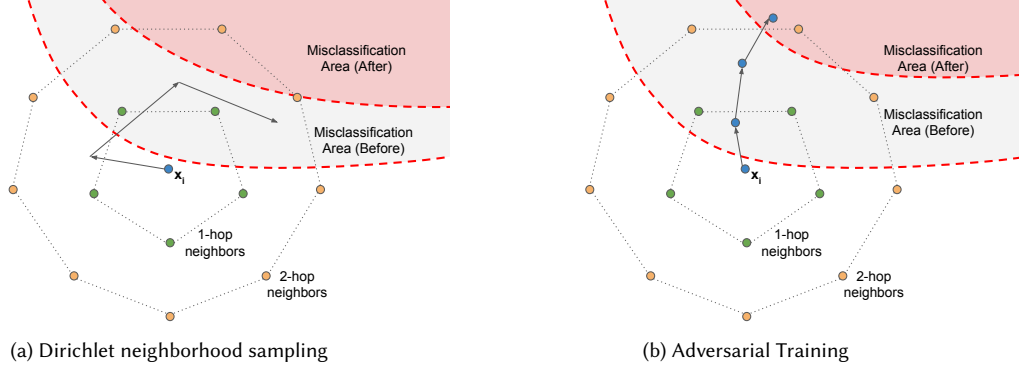 Misclassification
Area (After)
Misclassification
Area (Before)
xi
1-hop
neighbors
2-hop
neighbors
(a) Dirichlet neighborhood sampling
Misclassification
Area (After)
Misclassification
Area (Before)
xi
1-hop
neighbors
2-hop
neighbors
(b) Adversarial Training